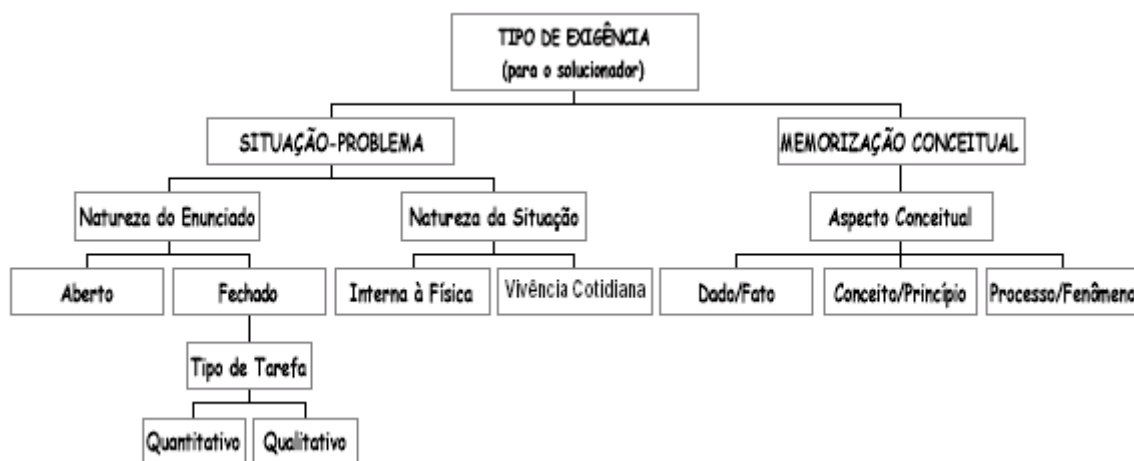 TIPO DE EXIGÊNCIA
(para o solucionador)
SITUAÇÃO-PROBLEMA
MEMORIZAÇÃO CONCEITUAL
Natureza do Enunciado
Natureza da Situação
Aspecto Conceitual
Aberto
Fechado
Interna à Física
Vivência Cotidiana
Dado/Fato
Conceito/Princípio
Processo/Fenômeno
Tipo de Tarefa
Quantitativo
Qualitativo